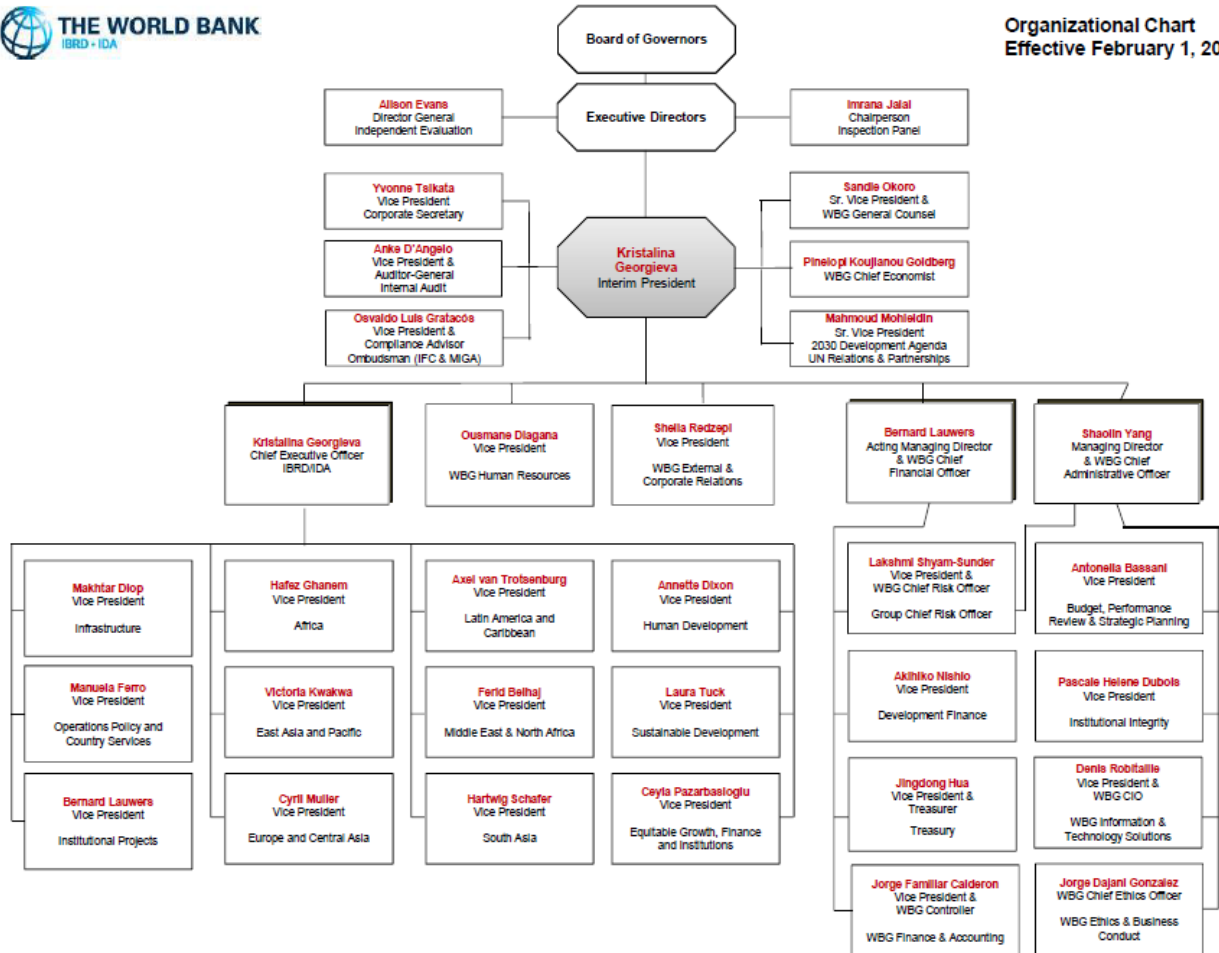 THE WORLD BANK
IBRD • IDA
Organizational Chart
Effective February 1, 20
Board of Governors
Alison Evans
Director General
Independent Evaluation
Executive Directors
Imrana Jalal
Chairperson
Inspection Panel
Yvonne Tsikata
Vice President
Corporate Secretary
Sandie Okoro
Sr. Vice President &
WBG General Counsel
Anke D'Angelo
Vice President &
Auditor-General
Internal Audit
Kristalina
Georgieva
Interim President
Pinelopi Koujianou Goldberg
WBG Chief Economist
Osvaldo Luis Gratacós
Vice President &
Compliance Advisor
Ombudsman (IFC & MIGA)
Mahmoud Mohieldin
Sr. Vice President
2030 Development Agenda
UN Relations & Partnerships
Kristalina Georgieva
Chief Executive Officer
IBRD/IDA
Ousmane Diagana
Vice President
WBG Human Resources
Sheila Redzepi
Vice President
WBG External &
Corporate Relations
Bernard Lauwers
Acting Managing Director
& WBG Chief
Financial Officer
Shaolin Yang
Managing Director
& WBG Chief
Administrative Officer
Makhtar Diop
Vice President
Infrastructure
Hafez Ghanem
Vice President
Africa
Axel van Trotsenburg
Vice President
Latin America and
Caribbean
Annette Dixon
Vice President
Human Development
Lakshmi Shyam-Sunder
Vice President &
WBG Chief Risk Officer
Group Chief Risk Officer
Antonella Bassani
Vice President
Budget, Performance
Review & Strategic Planning
Manuela Ferro
Vice President
Operations Policy and
Country Services
Victoria Kwakwa
Vice President
East Asia and Pacific
Ferid Belhaj
Vice President
Middle East & North Africa
Laura Tuck
Vice President
Sustainable Development
Akihiko Nishio
Vice President
Development Finance
Pascale Helene Dubois
Vice President
Institutional Integrity
Bernard Lauwers
Vice President
Institutional Projects
Cyril Muller
Vice President
Europe and Central Asia
Hartwig Schafer
Vice President
South Asia
Ceyla Pazarbasioglu
Vice President
Equitable Growth, Finance
and Institutions
Jingdong Hua
Vice President &
Treasurer
Treasury
Denis Robitaille
Vice President &
WBG CIO
WBG Information &
Technology Solutions
Jorge Familiar Calderon
Vice President &
WBG Controller
WBG Finance & Accounting
Jorge Dajani Gonzalez
WBG Chief Ethics Officer
WBG Ethics & Business
Conduct